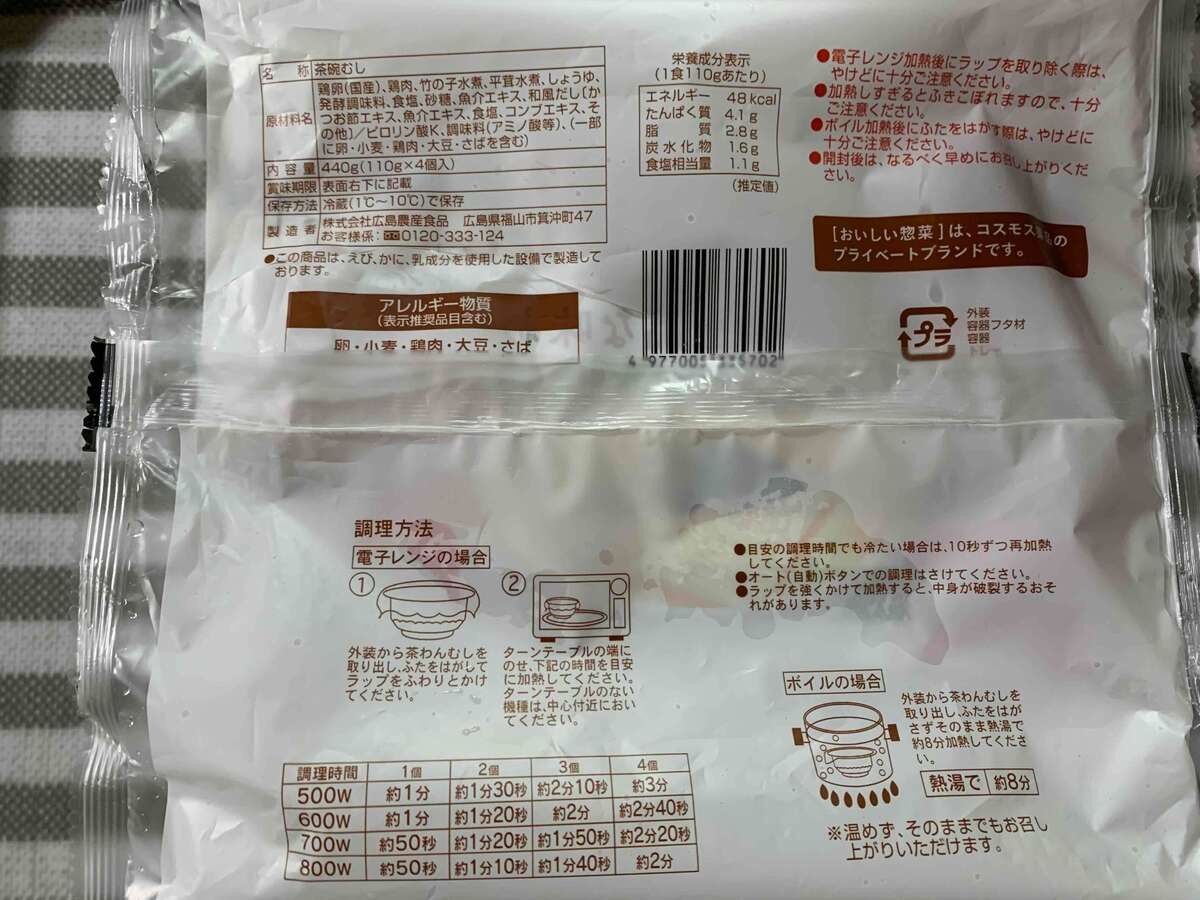 名 称 茶碗むし
原材料名 鶏卵(国産)、鶏肉、竹の子水煮、平茸水煮、しょうゆ、
発酵調味料、食塩、砂糖、魚介エキス、和風だし〔か
つお節エキス、魚介エキス、食塩、コンブエキス、そ
の他〕/ピロリン酸K、調味料(アミノ酸等)、(一部
に卵・小麦・鶏肉・大豆・さばを含む)
内容量 440g(110g×4個入)
賞味期限 表面右下に記載
保存方法 冷蔵(1℃〜10℃)で保存
製造者 株式会社広島農産食品 広島県福山市箕沖町47
お客様係:0120-333-124
●この商品は、えび、かに、乳成分を使用した設備で製造して
おります。
アレルギー物質
(表示推奨品目含む)
卵・小麦・鶏肉・大豆・さば
栄養成分表示
(1食110gあたり)
エネルギー 48kcal
たんぱく質 4.1g
脂質 2.8g
炭水化物 1.6g
食塩相当量 1.1g
(推定値)
●電子レンジ加熱後にラップを取り除く際は、
やけどに十分ご注意ください。
●加熱しすぎるとふきこぼれますので、十分
ご注意ください。
●ボイル加熱後にふたをはがす際は、やけどに
十分ご注意ください。
●開封後は、なるべく早めにお召し上がりくだ
さい。
[おいしい惣菜]は、コスモス薬品の
プライベートブランドです。
プラ
外装
容器フタ材
容器
トレー
調理方法
電子レンジの場合
① ②
外装から茶わんむしを
取り出し、ふたをはがして
ラップをふわりとかけ
てください。
ターンテーブルの端に
のせ、下記の時間を目安
に加熱してください。
ターンテーブルのない
機種は、中心付近におい
てください。
●目安の調理時間でも冷たい場合は、10秒ずつ再加熱
してください。
●オート(自動)ボタンでの調理はさけてください。
●ラップを強くかけて加熱すると、中身が破裂するおそ
れがあります。
ボイルの場合
外装から茶わんむしを
取り出し、ふたをはが
さずそのまま熱湯で
約8分加熱してくださ
い。
熱湯で 約8分
※温めず、そのままでもお召し
上がりいただけます。
調理時間 1個 2個 3個 4個
500W 約1分 約1分30秒 約2分10秒 約3分
600W 約1分 約1分20秒 約2分 約2分40秒
700W 約50秒 約1分20秒 約1分50秒 約2分20秒
800W 約50秒 約1分10秒 約1分40秒 約2分